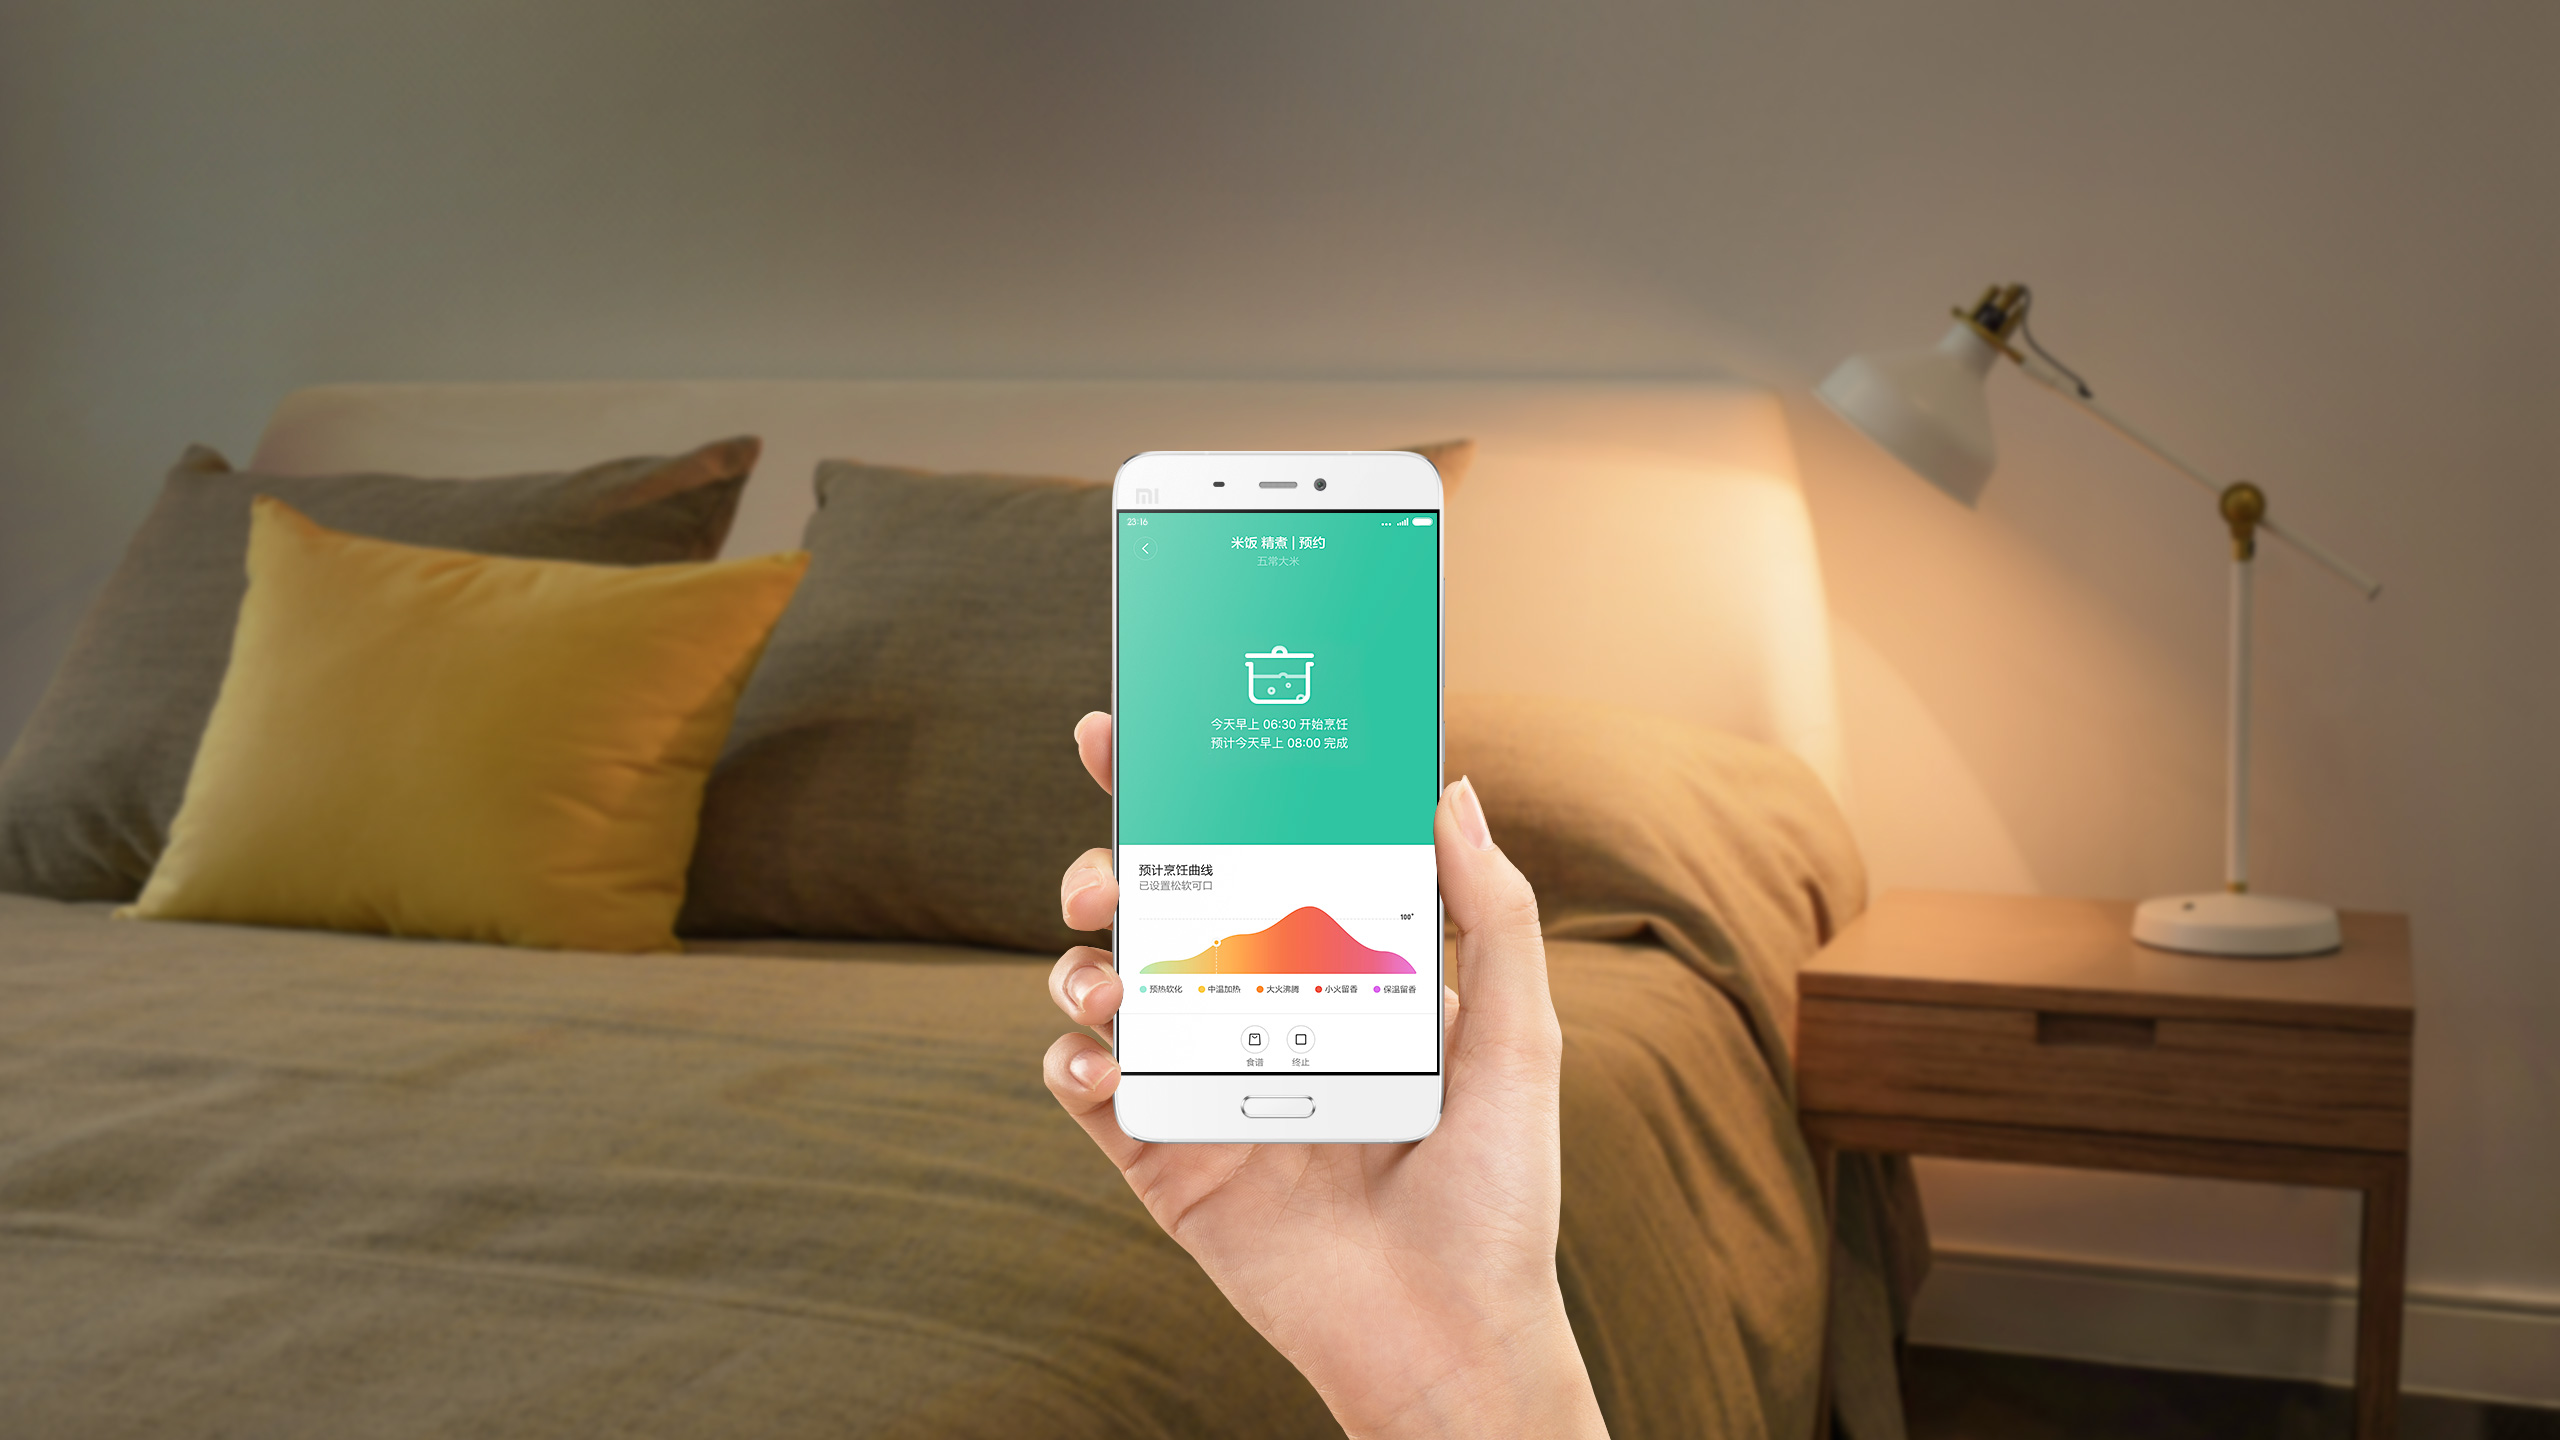 mi
23:16
米饭 精煮 | 预约
五常大米
今天早上 06:30 开始烹饪
预计今天早上 08:00 完成
预计烹饪曲线
已设置松软可口
100°
预热软化 中温加热 大火沸腾 小火留香 保温留香
食谱 终止